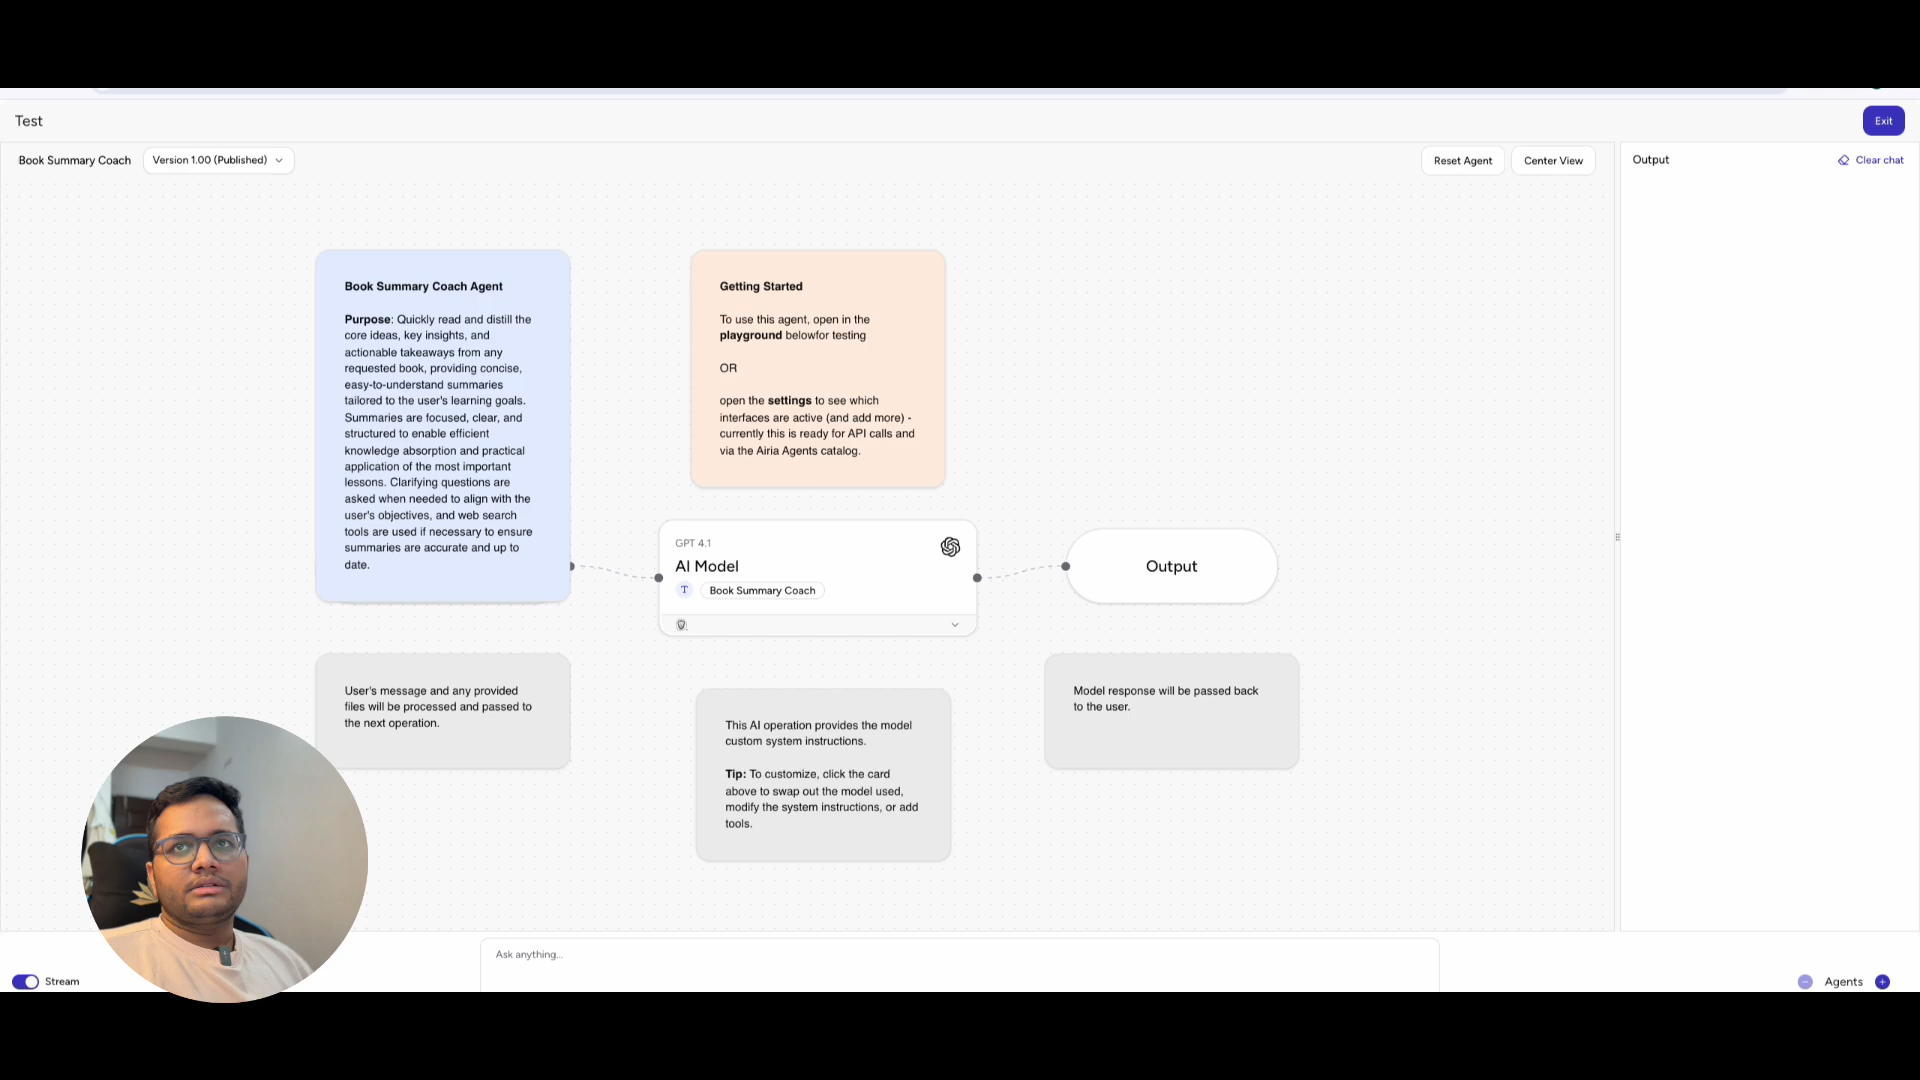 Test
Exit
Book Summary Coach
Version 1.00 (Published)
Reset Agent
Center View
Output
Clear chat
Book Summary Coach Agent
Purpose: Quickly read and distill the
core ideas, key insights, and
actionable takeaways from any
requested book, providing concise,
easy-to-understand summaries
tailored to the user's learning goals.
Summaries are focused, clear, and
structured to enable efficient
knowledge absorption and practical
application of the most important
lessons. Clarifying questions are
asked when needed to align with the
user's objectives, and web search
tools are used if necessary to ensure
summaries are accurate and up to
date.
Getting Started
To use this agent, open in the
playground belowfor testing
OR
open the settings to see which
interfaces are active (and add more) -
currently this is ready for API calls and
via the Airia Agents catalog.
GPT 4.1
AI Model
T
Book Summary Coach
Output
User's message and any provided
files will be processed and passed to
the next operation.
This AI operation provides the model
custom system instructions.
Tip: To customize, click the card
above to swap out the model used,
modify the system instructions, or add
tools.
Model response will be passed back
to the user.
Ask anything...
Stream
Agents